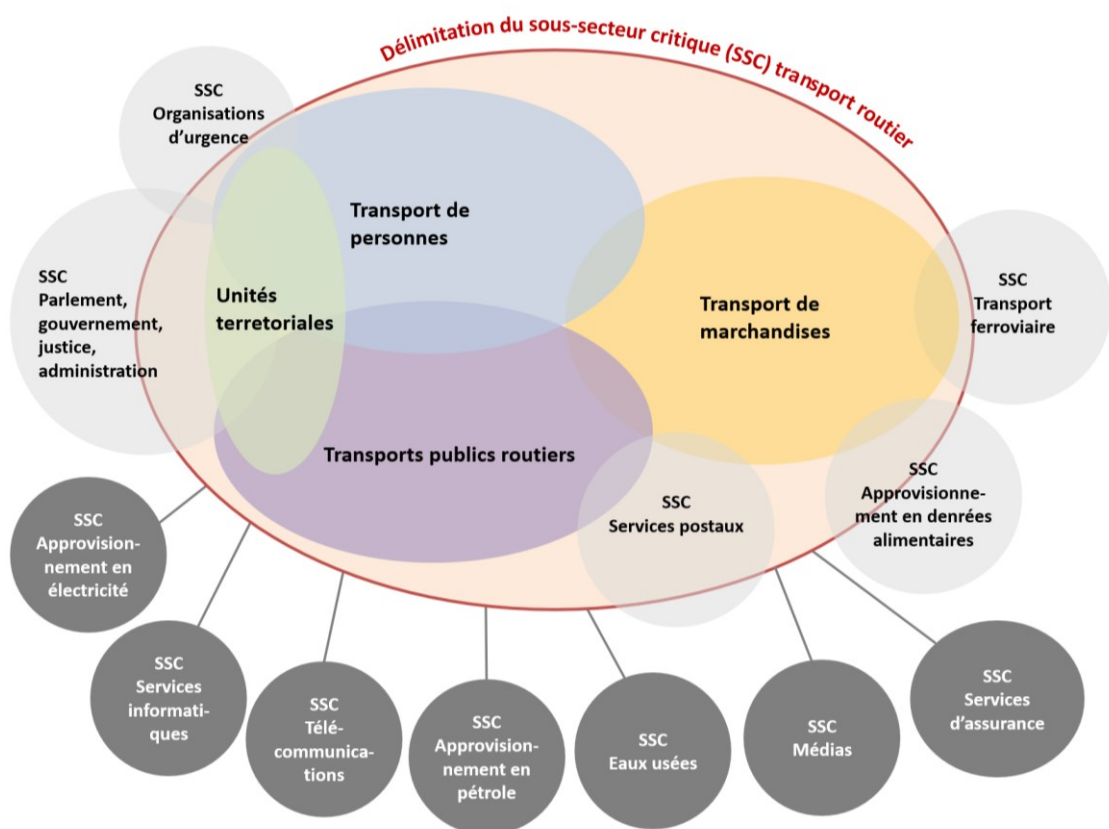 Délimitation du sous-secteur critique (SSC) transport routier
SSC
Organisations
d'urgence
Transport de
personnes
SSC
Parlement,
gouvernement,
justice,
administration
Unités
terretoriales
Transport de
marchandises
SSC
Transport
ferroviaire
Transports publics routiers
SSC
Services postaux
SSC
Approvisionne-
ment en denrées
alimentaires
SSC
Approvision-
nement en
électricité
SSC
Services
informati-
ques
SSC
Télé-
communica-
tions
SSC
Approvision-
nement en
pétrole
SSC
Eaux usées
SSC
Médias
SSC
Services
d'assurance